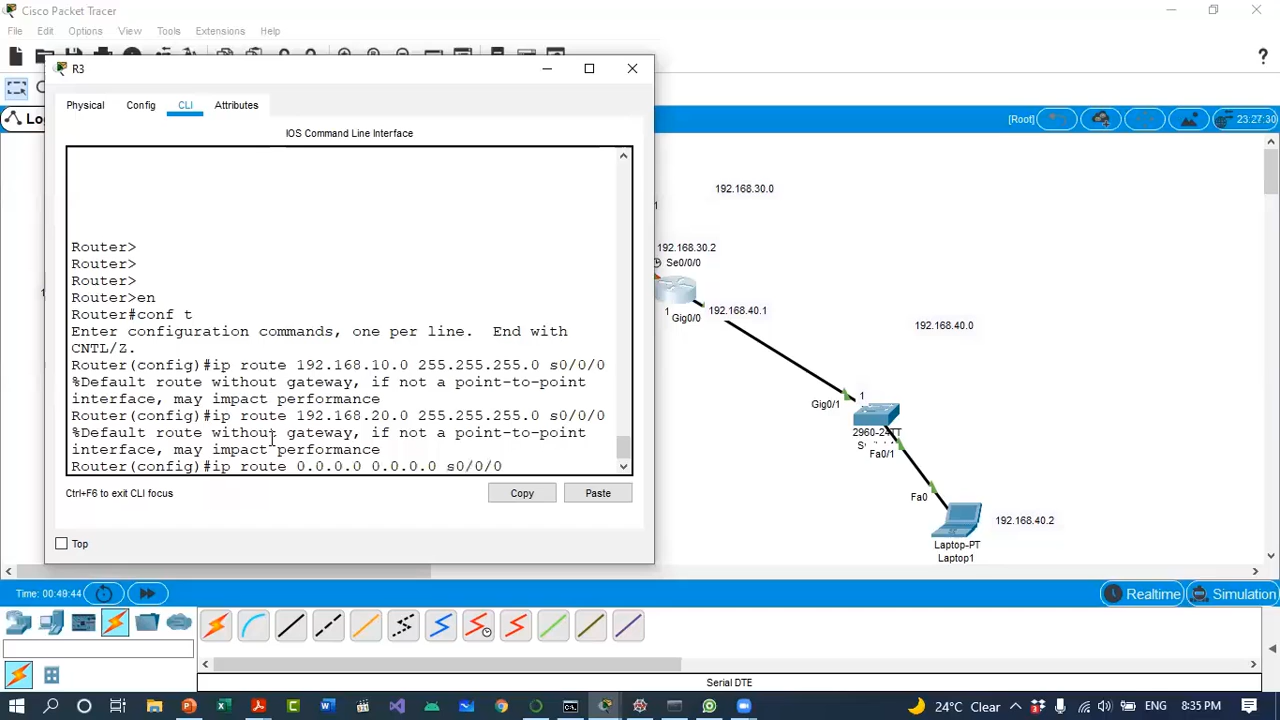 Cisco Packet Tracer
File Edit Options View Tools Extensions Help
R3
Physical Config CLI Attributes
IOS Command Line Interface
Router>
Router>
Router>
Router>en
Router#conf t
Enter configuration commands, one per line. End with
CNTL/Z.
Router(config)#ip route 192.168.10.0 255.255.255.0 s0/0/0
%Default route without gateway, if not a point-to-point
interface, may impact performance
Router(config)#ip route 192.168.20.0 255.255.255.0 s0/0/0
%Default route without gateway, if not a point-to-point
interface, may impact performance
Router(config)#ip route 0.0.0.0 0.0.0.0 s0/0/0
Ctrl+F6 to exit CLI focus
Copy Paste
Top
[Root] 23:27:30
192.168.30.0
1
192.168.30.2
Se0/0/0
192.168.40.1
1 Gig0/0
192.168.40.0
Gig0/1
1
2960-24TT
Fa0/1
Fa0
192.168.40.2
Laptop-PT
Laptop1
Time: 00:49:44 Realtime Simulation
Serial DTE
24°C Clear ENG 8:35 PM